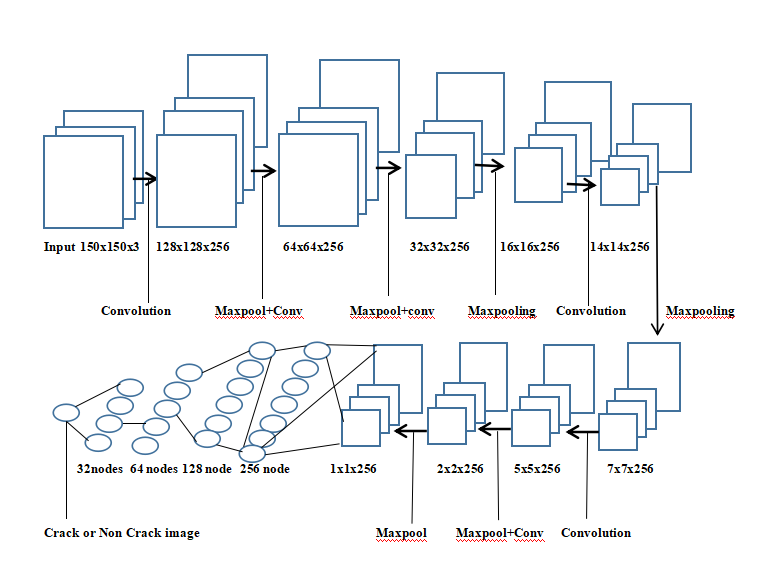 Input 150x150x3 128x128x256 64x64x256 32x32x256 16x16x256 14x14x256
Convolution Maxpool+Conv Maxpool+conv Maxpooling Convolution Maxpooling
32nodes 64 nodes 128 node 256 node 1x1x256 2x2x256 5x5x256 7x7x256
Crack or Non Crack image Maxpool Maxpool+Conv Convolution